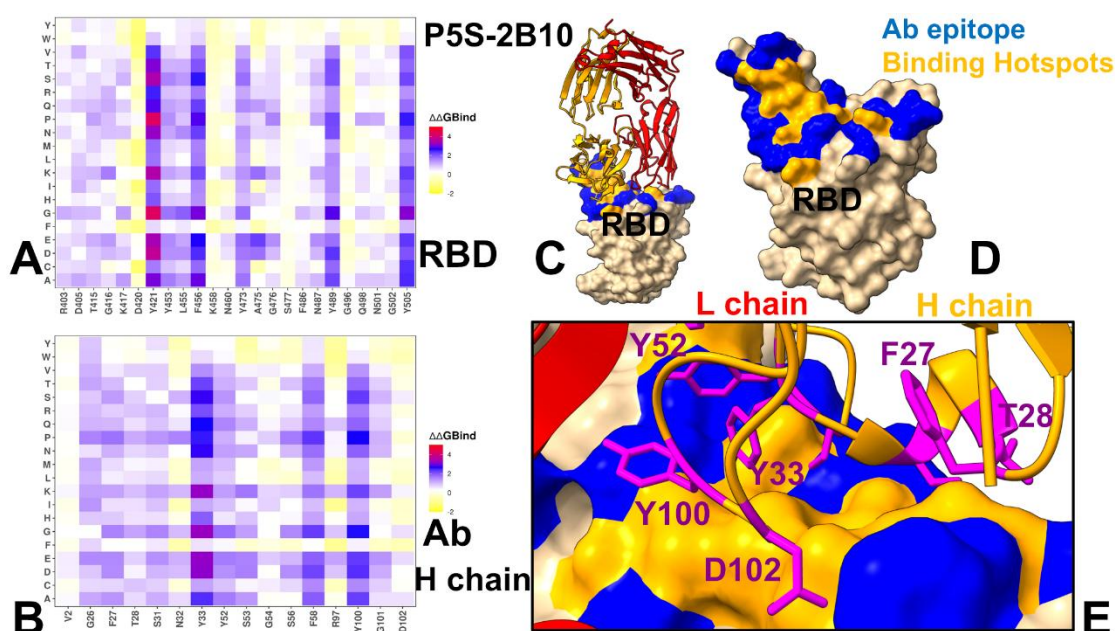 P5S-2B10
Y
W
V
T
S
R
Q
P
N
M
L
K
I
H
G
F
E
D
C
A
ΔΔGBind
4
2
0
-2
A
RBD
R403 D405 T415 G416 K417 D420 Y421 Y453 L455 F456 K458 N460 Y473 A475 G476 S477 F486 N487 Y489 G496 Q498 N501 G502 Y505
Y
W
V
T
S
R
Q
P
N
M
L
K
I
H
G
F
E
D
C
A
ΔΔGBind
4
2
0
-2
B
Ab
H chain
V2 G26 F27 T28 S31 N32 Y33 Y52 S53 G54 S56 F58 R97 Y100 G101 D102
RBD
C
Ab epitope
Binding Hotspots
RBD
D
L chain
H chain
Y52
F27
T28
Y33
Y100
D102
E